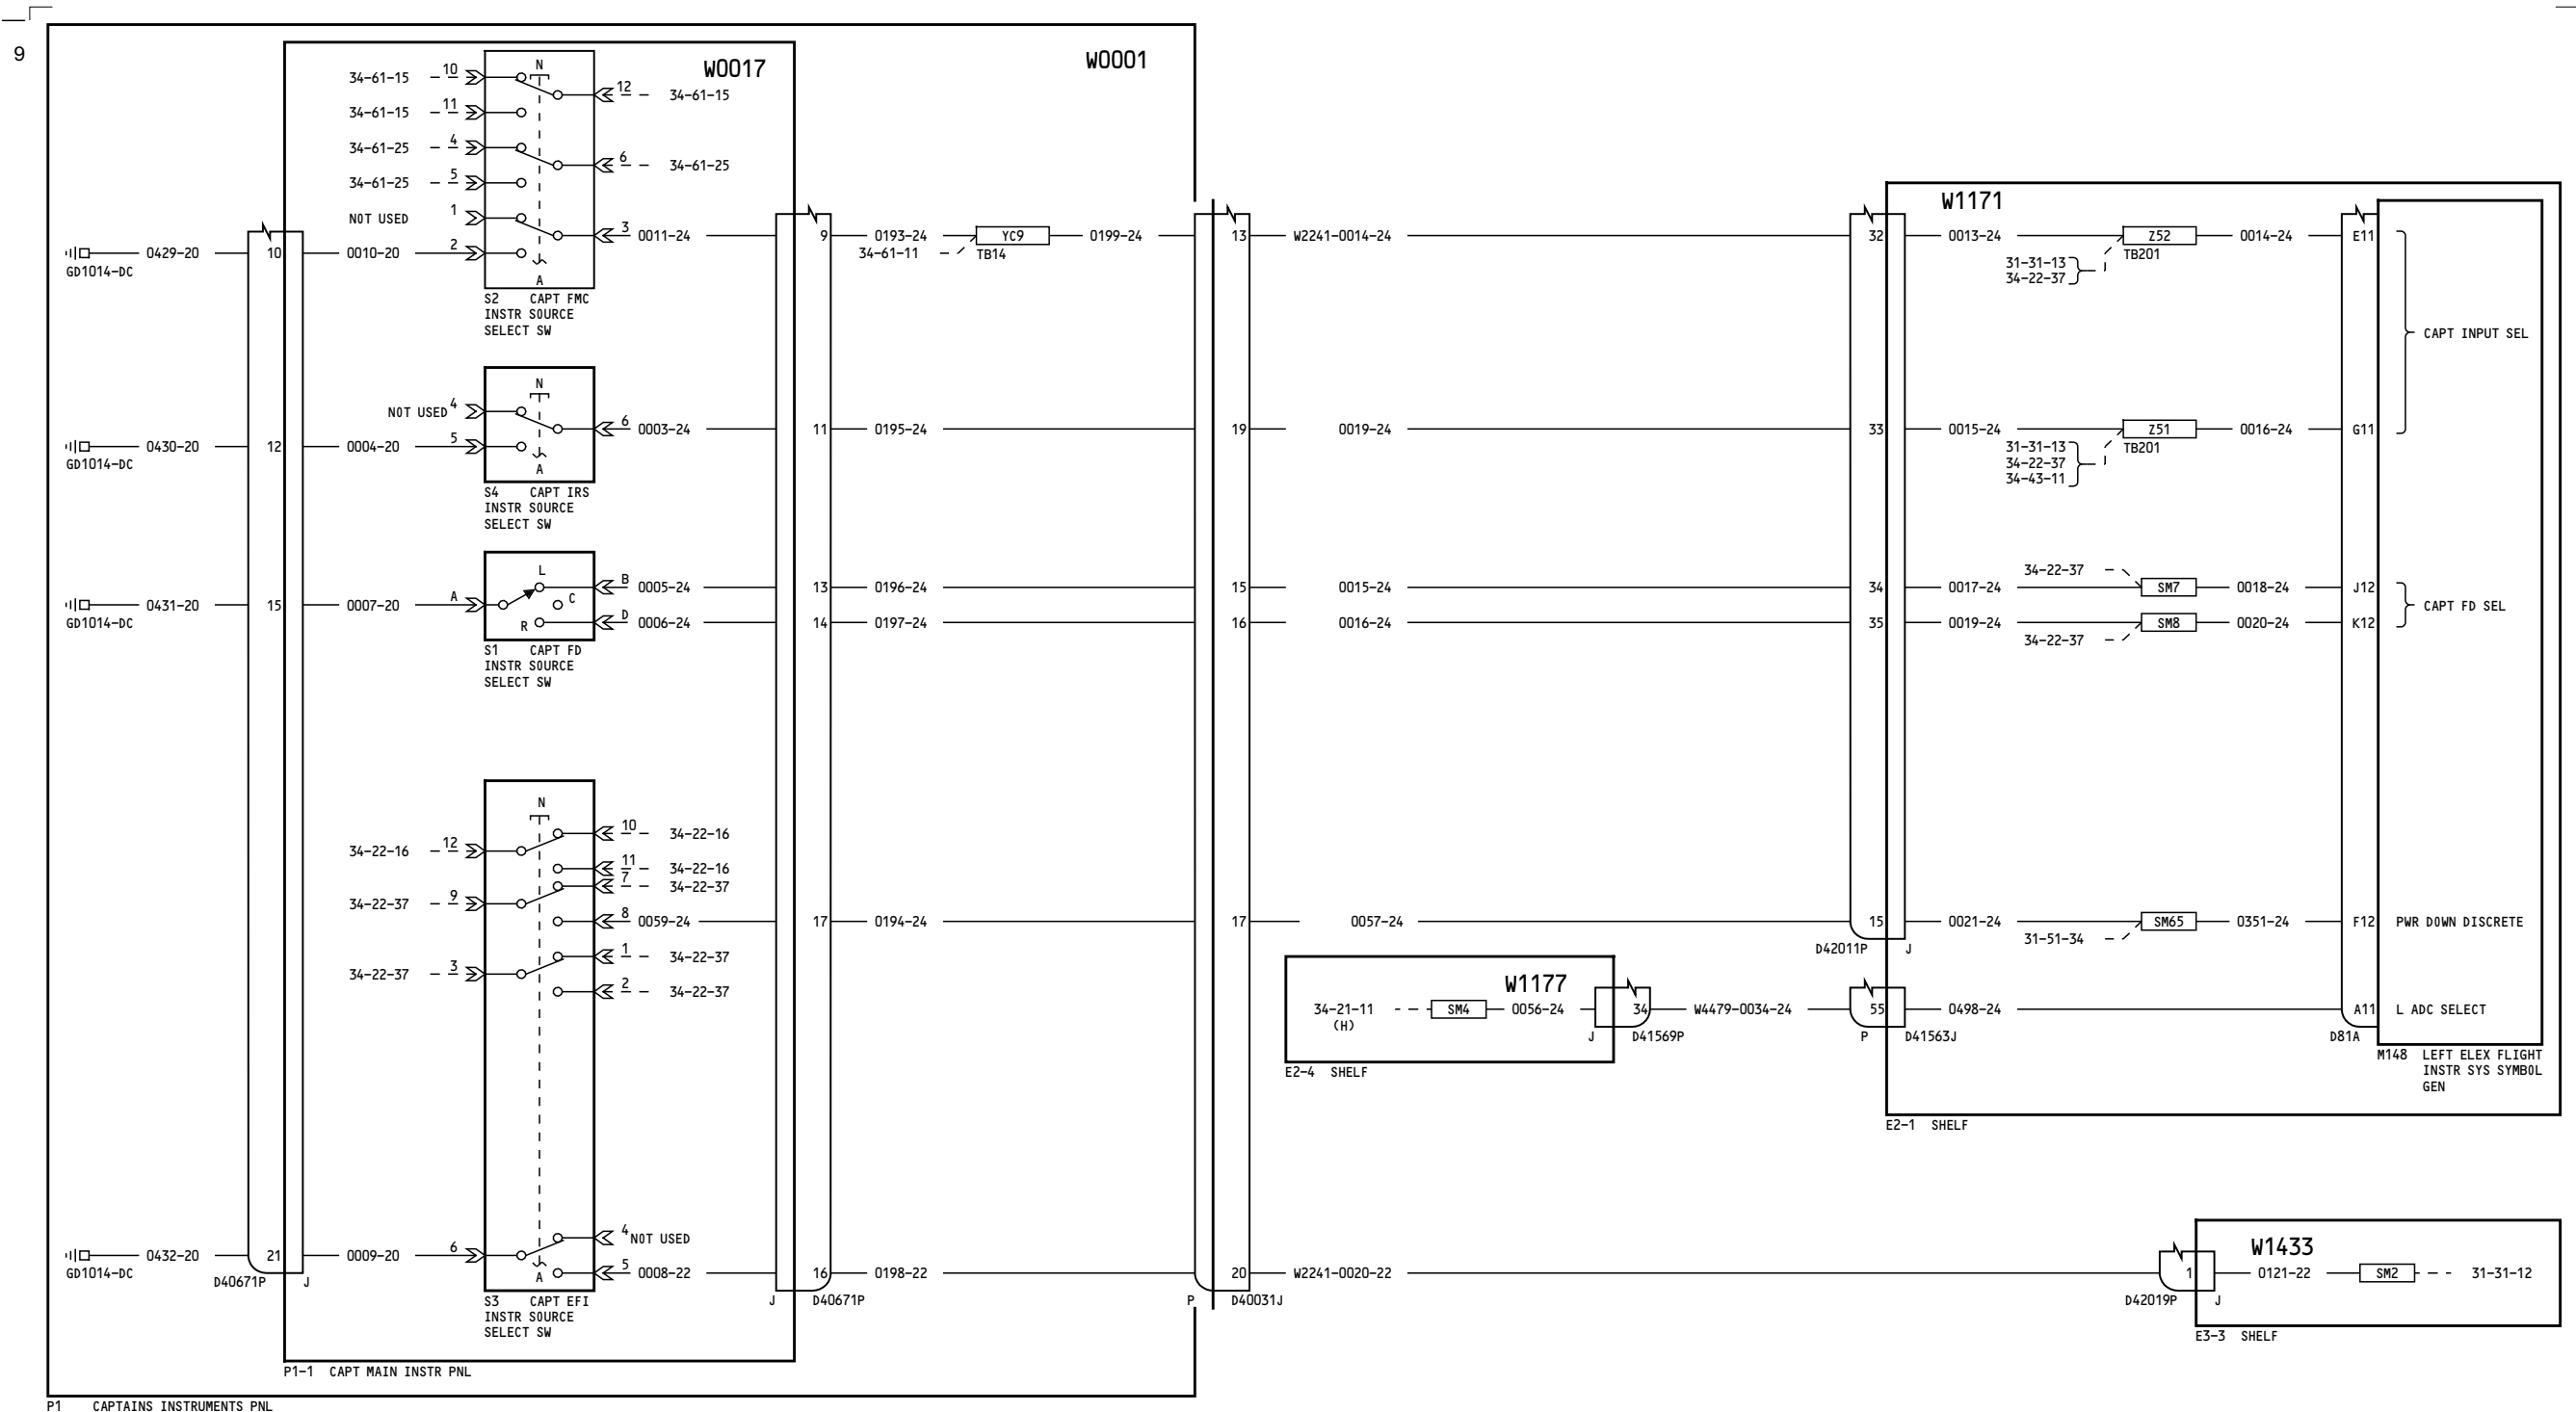 9
W0017
W0001
N
34-61-15 10
12 34-61-15
34-61-15 11
34-61-25 4
6 34-61-25
34-61-25 5
NOT USED 1
3 0011-24
9 0193-24 YC9 0199-24 13 W2241-0014-24
34-61-11 TB14
GD1014-DC 0429-20 10 0010-20 2
A
S2 CAPT FMC
INSTR SOURCE
SELECT SW
W1171
32 0013-24 Z52 0014-24 E11
TB201
31-31-13
34-22-37
CAPT INPUT SEL
N
NOT USED 4
6 0003-24 11 0195-24 19 0019-24
GD1014-DC 0430-20 12 0004-20 5
A
S4 CAPT IRS
INSTR SOURCE
SELECT SW
33 0015-24 Z51 0016-24 G11
TB201
31-31-13
34-22-37
34-43-11
L
B 0005-24 13 0196-24 15 0015-24
GD1014-DC 0431-20 15 0007-20 A
C
R
D 0006-24 14 0197-24 16 0016-24
S1 CAPT FD
INSTR SOURCE
SELECT SW
34-22-37
34 0017-24 SM7 0018-24 J12
CAPT FD SEL
35 0019-24 SM8 0020-24 K12
34-22-37
N
10 34-22-16
34-22-16 12
11 34-22-16
7 34-22-37
34-22-37 9
8 0059-24 17 0194-24 17 0057-24
1 34-22-37
34-22-37 3
2 34-22-37
15 0021-24 SM65 0351-24 F12 PWR DOWN DISCRETE
31-51-34
D42011P J
W1177
34-21-11
(H)
SM4 0056-24 34 W4479-0034-24 55 0498-24 A11 L ADC SELECT
J D41569P P D41563J D81A
E2-4 SHELF
M148 LEFT ELEX FLIGHT
INSTR SYS SYMBOL
GEN
E2-1 SHELF
4 NOT USED
GD1014-DC 0432-20 21 0009-20 6
D40671P J
A
5 0008-22 16 0198-22 20 W2241-0020-22
J D40671P P D40031J
S3 CAPT EFI
INSTR SOURCE
SELECT SW
W1433
1 0121-22 SM2 31-31-12
D42019P J
E3-3 SHELF
P1-1 CAPT MAIN INSTR PNL
P1 CAPTAINS INSTRUMENTS PNL